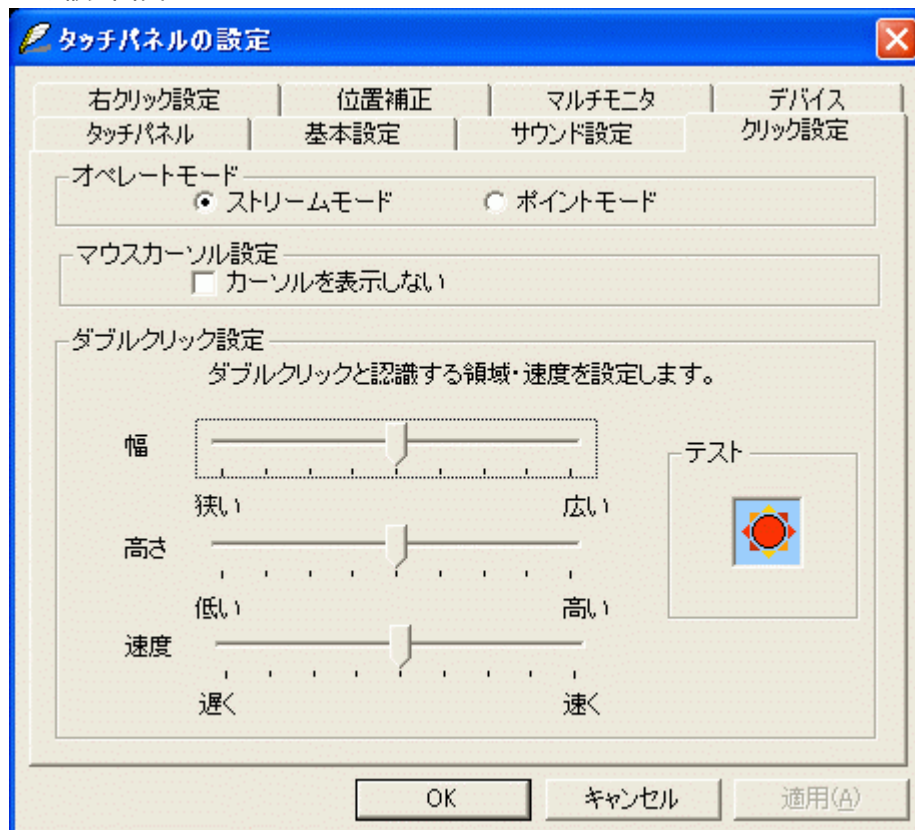 タッチパネルの設定
右クリック設定 位置補正 マルチモニタ デバイス
タッチパネル 基本設定 サウンド設定 クリック設定
オペレートモード
ストリームモード ポイントモード
マウスカーソル設定
カーソルを表示しない
ダブルクリック設定
ダブルクリックと認識する領域・速度を設定します。
幅
狭い 広い
テスト
高さ
低い 高い
速度
遅く 速く
OK キャンセル 適用(A)